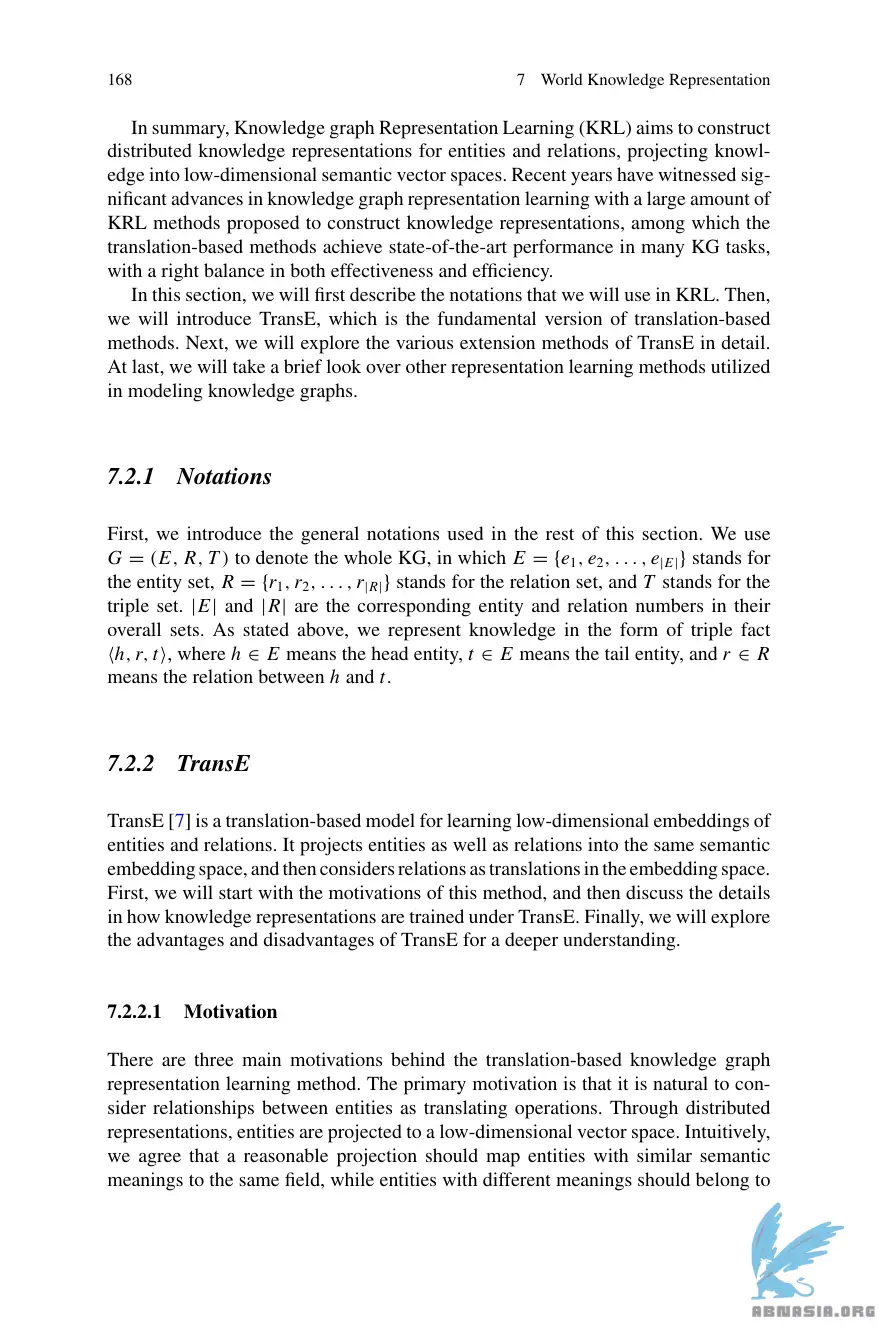 168 7 World Knowledge Representation
In summary, Knowledge graph Representation Learning (KRL) aims to construct
distributed knowledge representations for entities and relations, projecting knowl-
edge into low-dimensional semantic vector spaces. Recent years have witnessed sig-
nificant advances in knowledge graph representation learning with a large amount of
KRL methods proposed to construct knowledge representations, among which the
translation-based methods achieve state-of-the-art performance in many KG tasks,
with a right balance in both effectiveness and efficiency.
In this section, we will first describe the notations that we will use in KRL. Then,
we will introduce TransE, which is the fundamental version of translation-based
methods. Next, we will explore the various extension methods of TransE in detail.
At last, we will take a brief look over other representation learning methods utilized
in modeling knowledge graphs.
7.2.1 Notations
First, we introduce the general notations used in the rest of this section. We use
G = (E, R, T) to denote the whole KG, in which E = {e1, e2, . . . , e|E|} stands for
the entity set, R = {r1, r2, . . . , r|R|} stands for the relation set, and T stands for the
triple set. |E| and |R| are the corresponding entity and relation numbers in their
overall sets. As stated above, we represent knowledge in the form of triple fact
⟨h, r, t⟩, where h ∈ E means the head entity, t ∈ E means the tail entity, and r ∈ R
means the relation between h and t.
7.2.2 TransE
TransE [7] is a translation-based model for learning low-dimensional embeddings of
entities and relations. It projects entities as well as relations into the same semantic
embedding space, and then considers relations as translations in the embedding space.
First, we will start with the motivations of this method, and then discuss the details
in how knowledge representations are trained under TransE. Finally, we will explore
the advantages and disadvantages of TransE for a deeper understanding.
7.2.2.1 Motivation
There are three main motivations behind the translation-based knowledge graph
representation learning method. The primary motivation is that it is natural to con-
sider relationships between entities as translating operations. Through distributed
representations, entities are projected to a low-dimensional vector space. Intuitively,
we agree that a reasonable projection should map entities with similar semantic
meanings to the same field, while entities with different meanings should belong to
ABNASIA.ORG